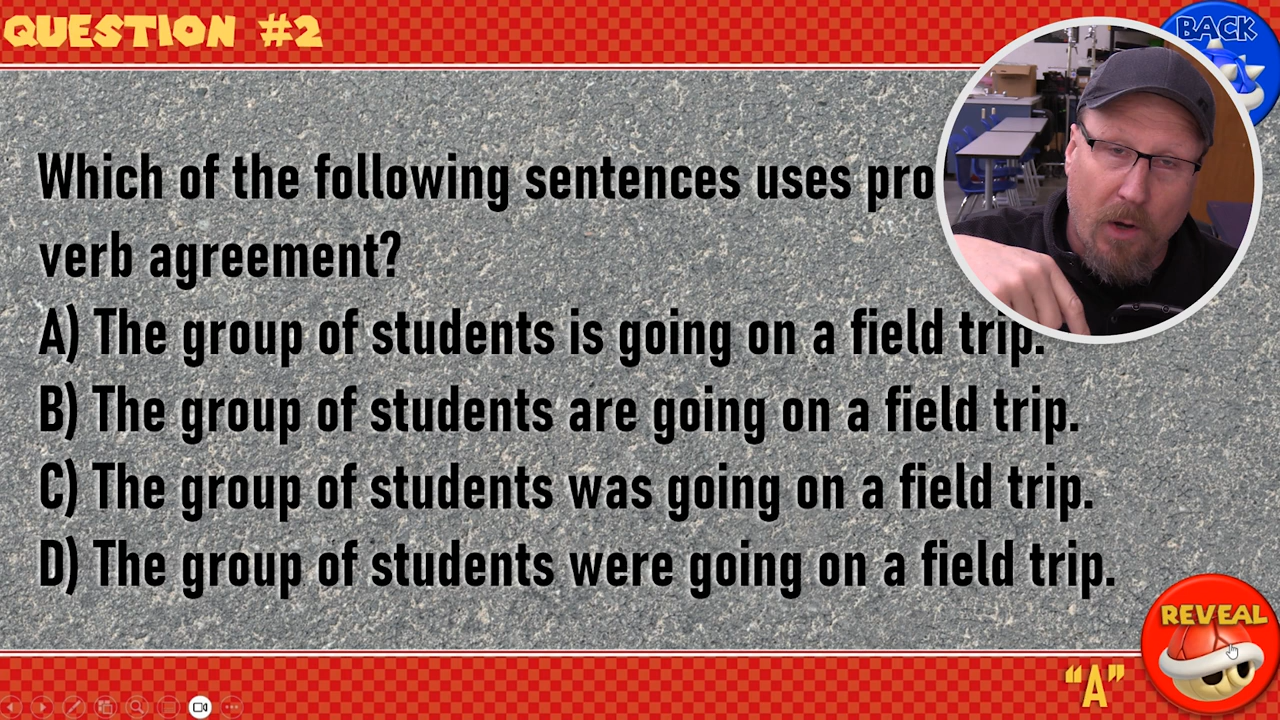 QUESTION #2
BACK
Which of the following sentences uses pro
verb agreement?
A) The group of students is going on a field trip.
B) The group of students are going on a field trip.
C) The group of students was going on a field trip.
D) The group of students were going on a field trip.
REVEAL
“A”